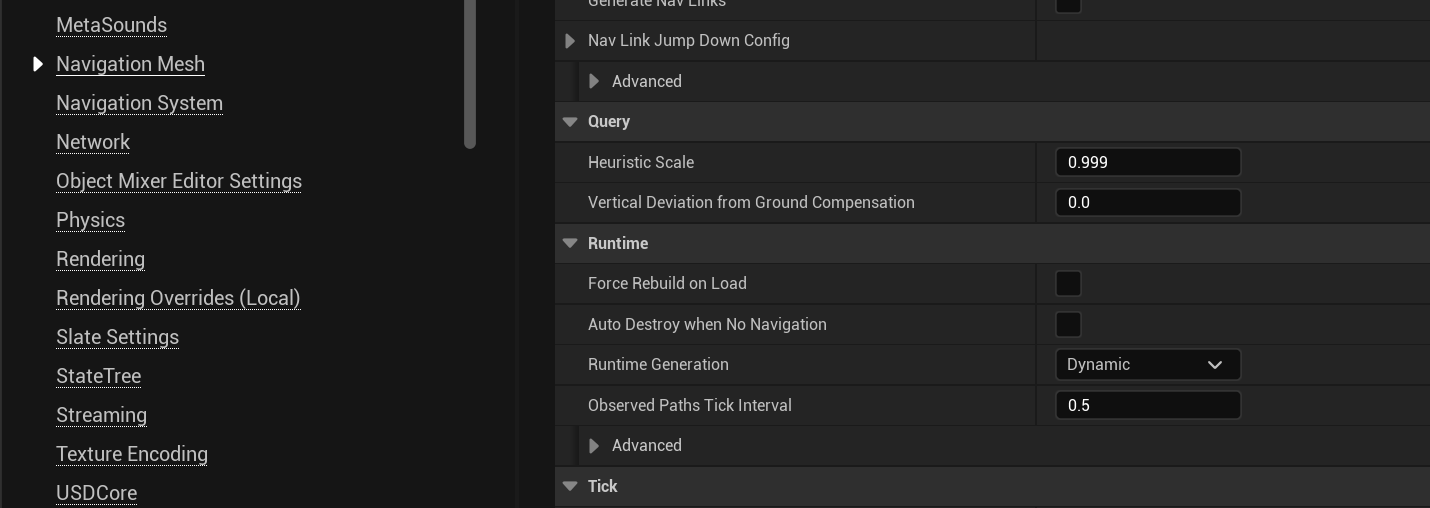 MetaSounds
Navigation Mesh
Navigation System
Network
Object Mixer Editor Settings
Physics
Rendering
Rendering Overrides (Local)
Slate Settings
StateTree
Streaming
Texture Encoding
USDCore
Generate Nav Links
Nav Link Jump Down Config
Advanced
Query
Heuristic Scale 0.999
Vertical Deviation from Ground Compensation 0.0
Runtime
Force Rebuild on Load
Auto Destroy when No Navigation
Runtime Generation Dynamic
Observed Paths Tick Interval 0.5
Advanced
Tick